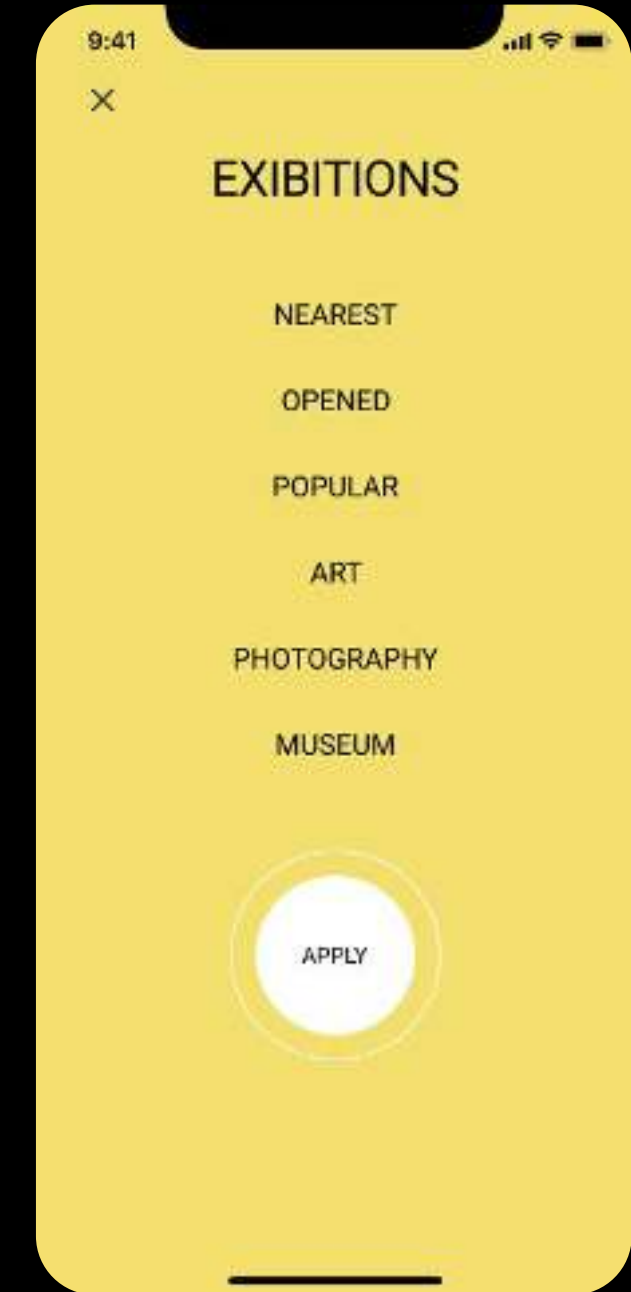 9:41
EXIBITIONS
NEAREST
OPENED
POPULAR
ART
PHOTOGRAPHY
MUSEUM
APPLY